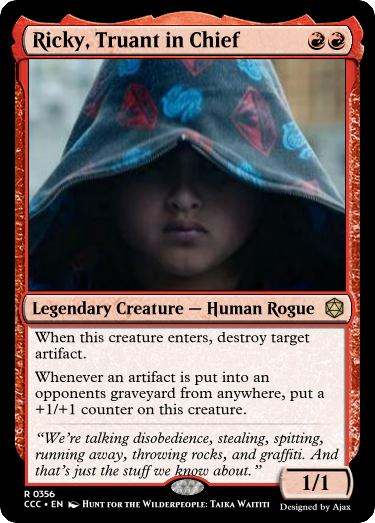 Ricky, Truant in Chief
Legendary Creature — Human Rogue
When this creature enters, destroy target
artifact.
Whenever an artifact is put into an
opponents graveyard from anywhere, put a
+1/+1 counter on this creature.
“We’re talking disobedience, stealing, spitting,
running away, throwing rocks, and graffiti. And
that’s just the stuff we know about.”
1/1
R 0356
CCC • EN Hunt for the Wilderpeople: Taika Waititi
Designed by Ajax